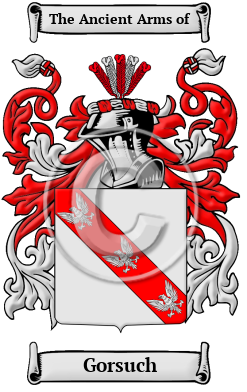 The Ancient Arms of
Gorsuch